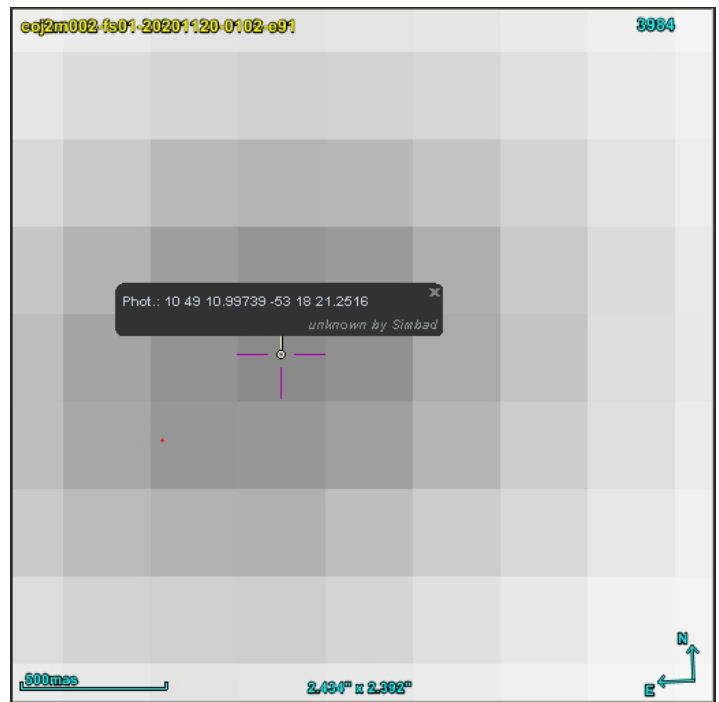 coj2m002-fs01-20201120-0102-e91
3984
Phot.: 10 49 10.99739 -53 18 21.2516
unknown by Simbad
N
500mas
2.434" x 2.392"
E